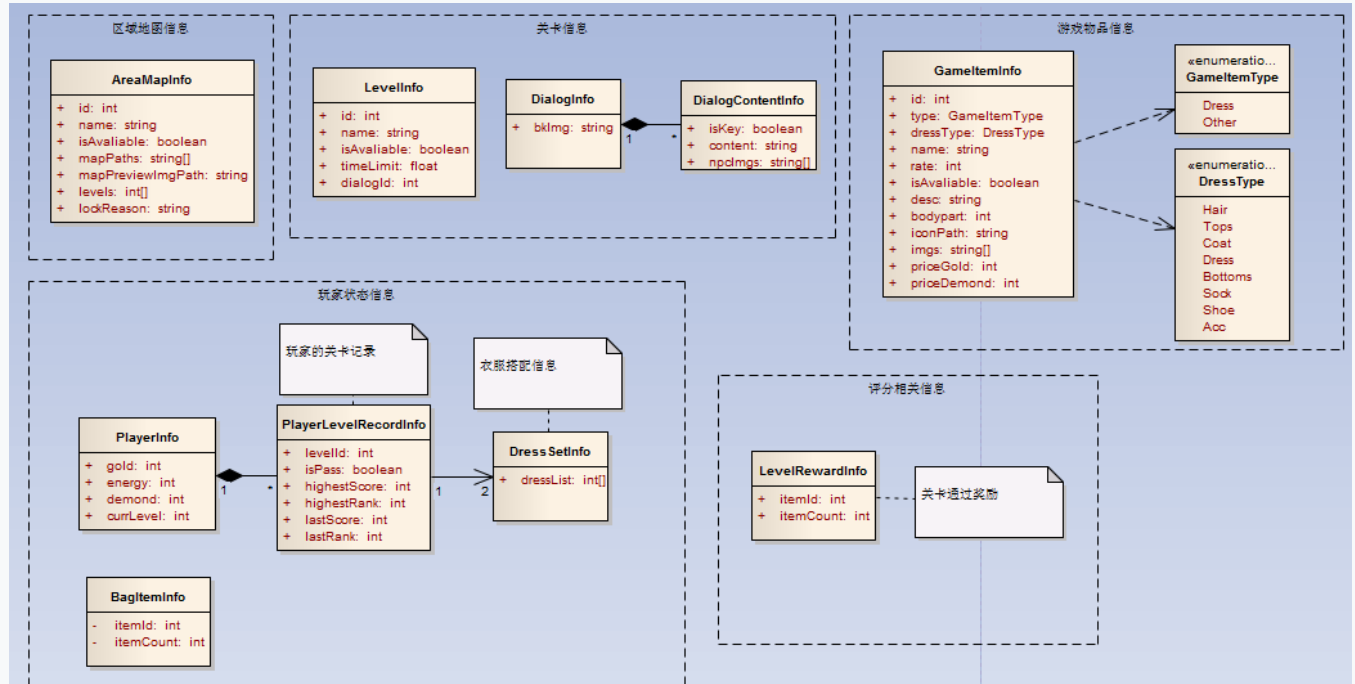 区域地图信息
AreaMapInfo
+ id: int
+ name: string
+ isAvaliable: boolean
+ mapPaths: string[]
+ mapPreviewImgPath: string
+ levels: int[]
+ lockReason: string
关卡信息
LevelInfo
+ id: int
+ name: string
+ isAvaliable: boolean
+ timeLimit: float
+ dialogId: int
DialogInfo
+ bkImg: string
1
*
DialogContentInfo
+ isKey: boolean
+ content: string
+ npcImgs: string[]
游戏物品信息
GameItemInfo
+ id: int
+ type: GameItemType
+ dressType: DressType
+ name: string
+ rate: int
+ isAvaliable: boolean
+ desc: string
+ bodypart: int
+ iconPath: string
+ imgs: string[]
+ priceGold: int
+ priceDemond: int
«enumeratio...
GameItemType
Dress
Other
«enumeratio...
DressType
Hair
Tops
Coat
Dress
Bottoms
Sock
Shoe
Acc
玩家状态信息
玩家的关卡记录
衣服搭配信息
PlayerInfo
+ gold: int
+ energy: int
+ demond: int
+ currLevel: int
1
*
PlayerLevelRecordInfo
+ levelId: int
+ isPass: boolean
+ highestScore: int
+ highestRank: int
+ lastScore: int
+ lastRank: int
1
2
DressSetInfo
+ dressList: int[]
BagItemInfo
- itemId: int
- itemCount: int
评分相关信息
LevelRewardInfo
+ itemId: int
+ itemCount: int
关卡通过奖励